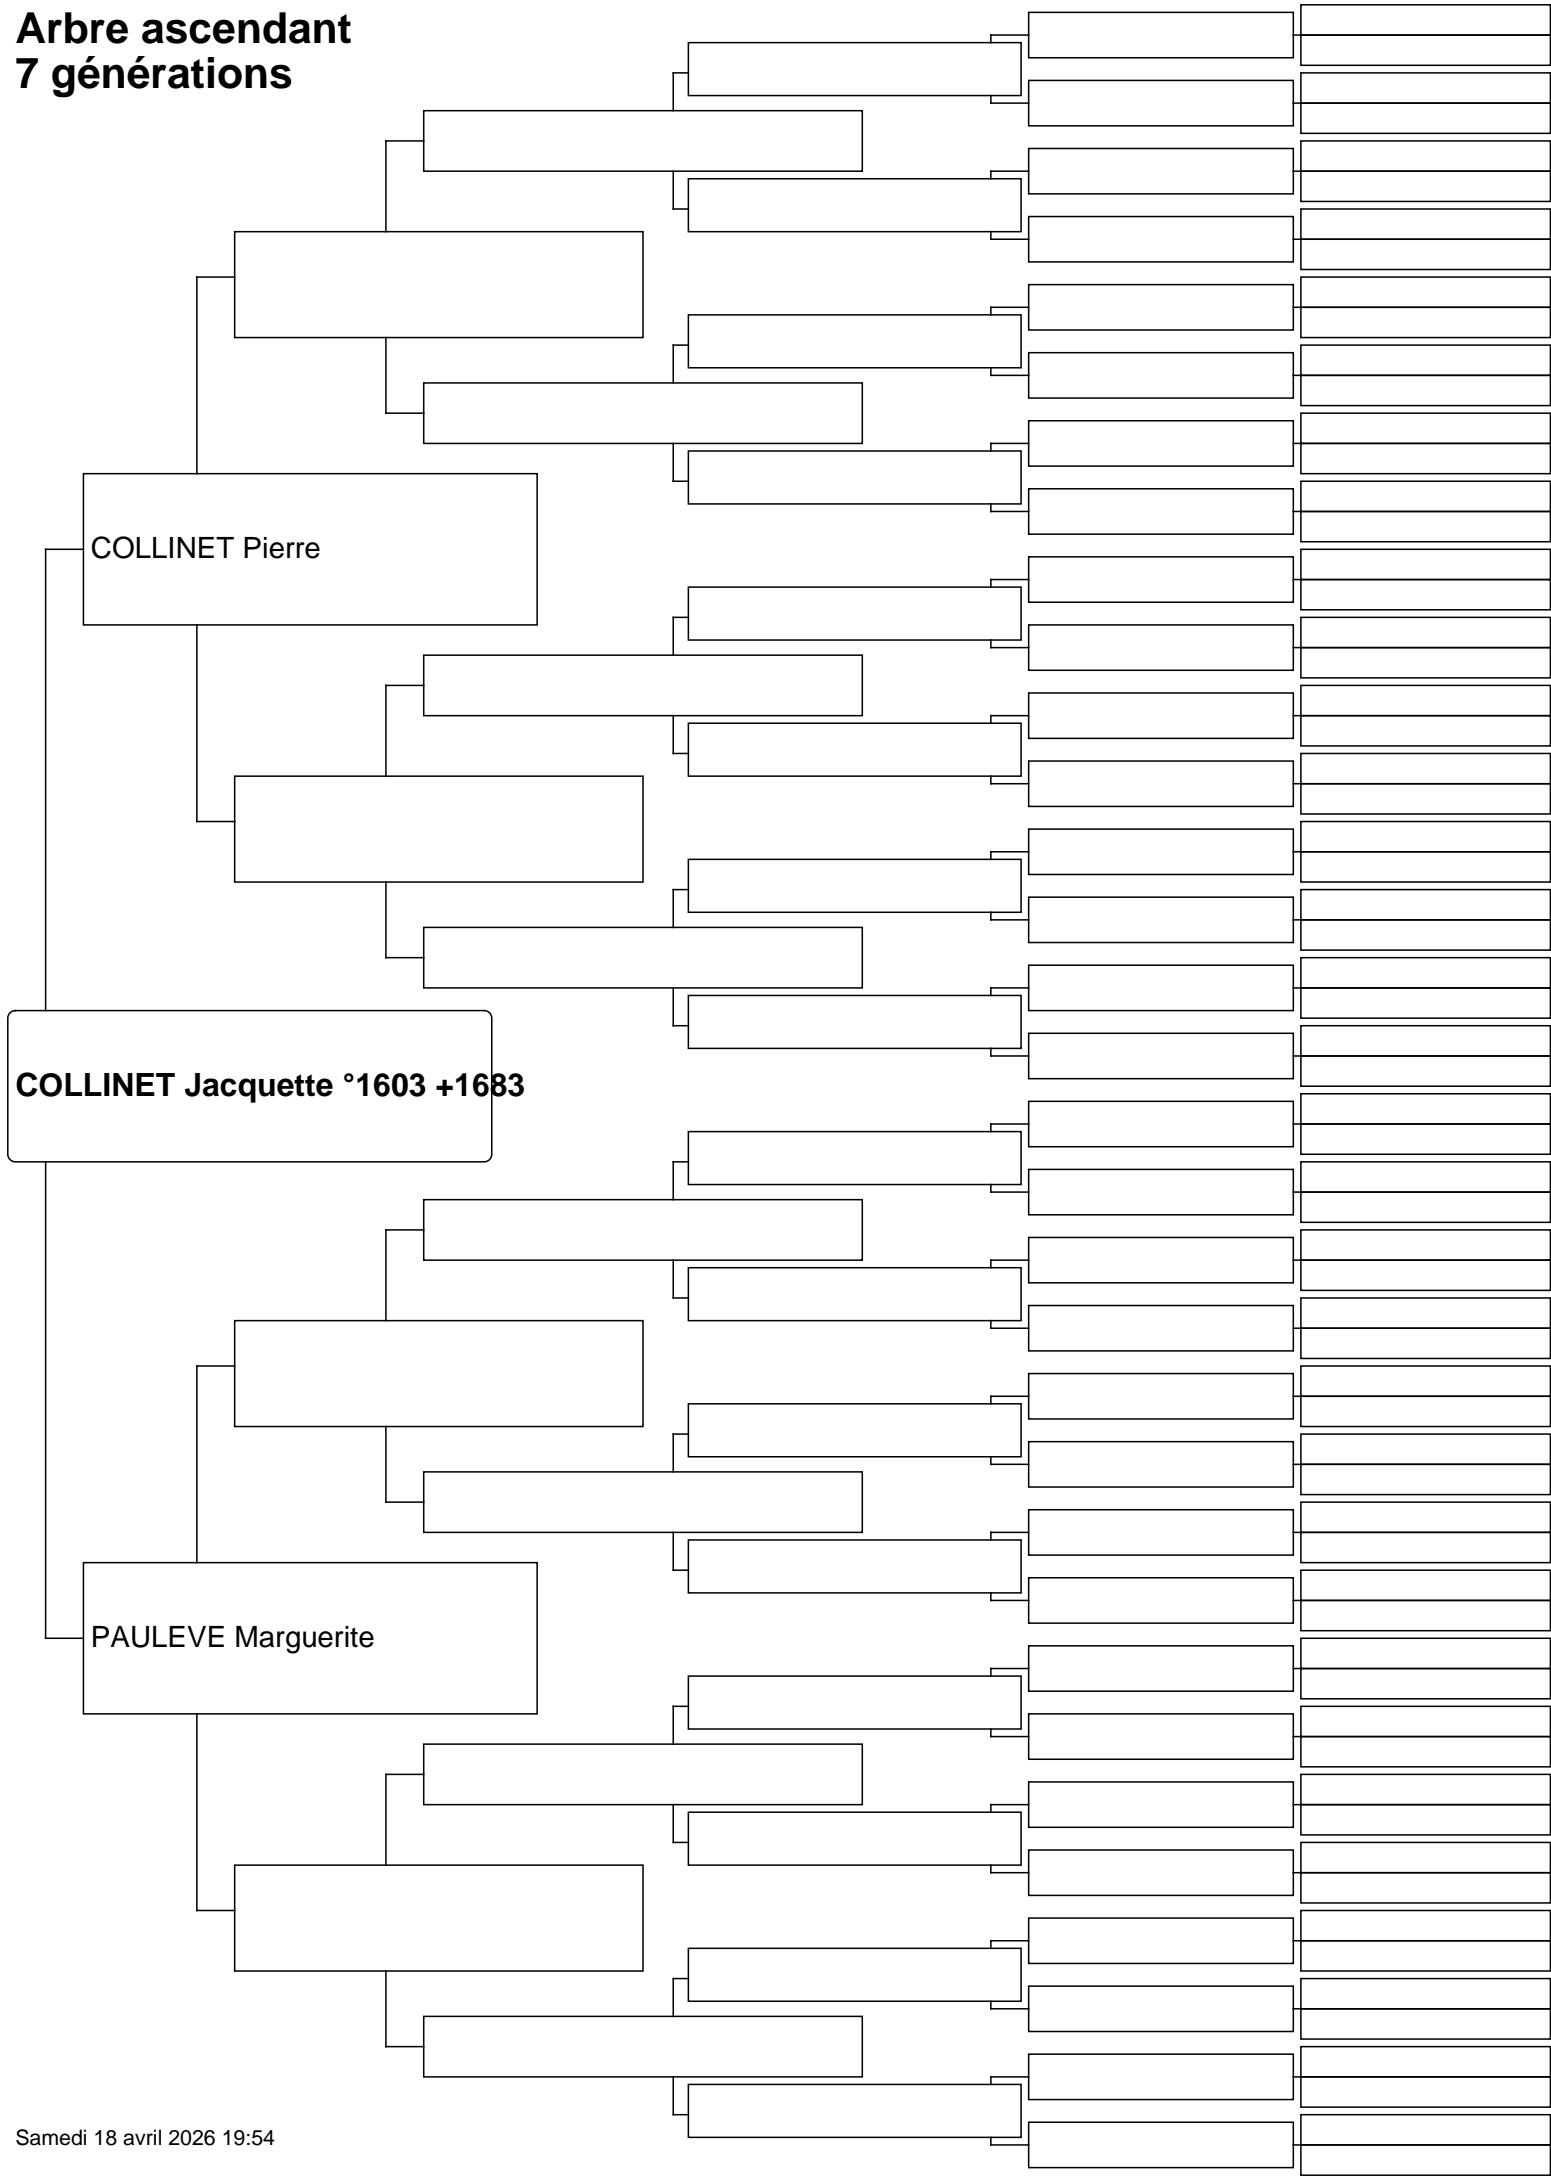 Arbre ascendant
7 générations
COLLINET Pierre
COLLINET Jacquette °1603 +1683
PAULEVE Marguerite
Samedi 18 avril 2026 19:54